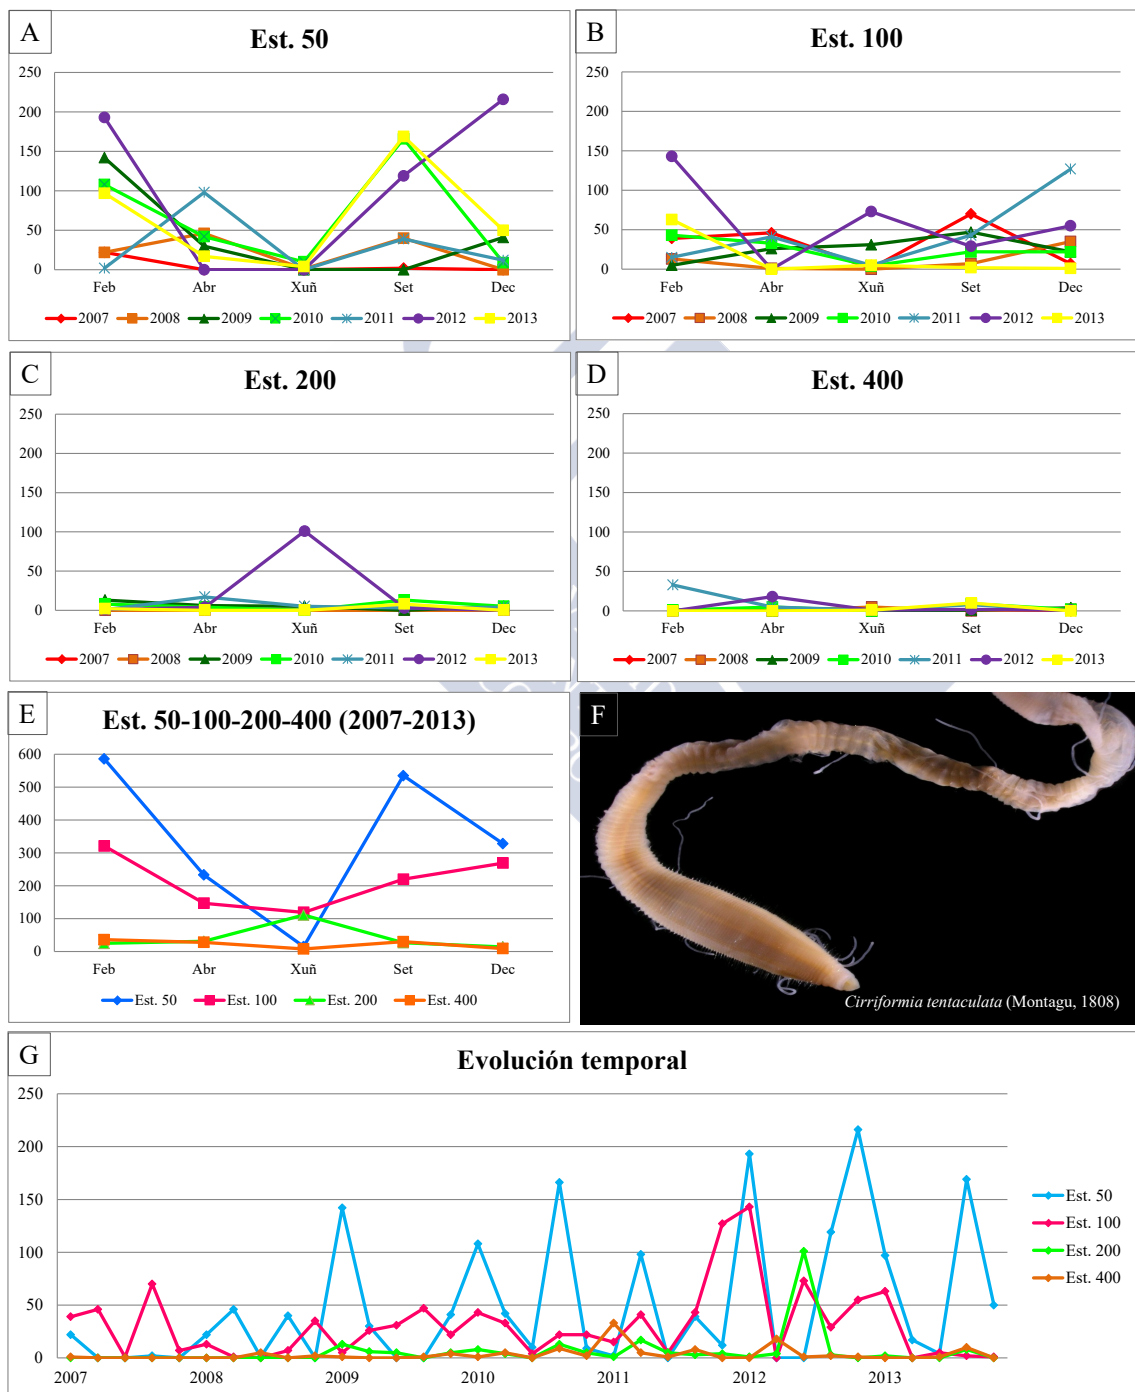 A
Est. 50
250
200
150
100
50
0
Feb Abr Xuñ Set Dec
2007 2008 2009 2010 2011 2012 2013
B
Est. 100
250
200
150
100
50
0
Feb Abr Xuñ Set Dec
2007 2008 2009 2010 2011 2012 2013
C
Est. 200
250
200
150
100
50
0
Feb Abr Xuñ Set Dec
2007 2008 2009 2010 2011 2012 2013
D
Est. 400
250
200
150
100
50
0
Feb Abr Xuñ Set Dec
2007 2008 2009 2010 2011 2012 2013
E
Est. 50-100-200-400 (2007-2013)
600
500
400
300
200
100
0
Feb Abr Xuñ Set Dec
Est. 50 Est. 100 Est. 200 Est. 400
F
Cirriformia tentaculata (Montagu, 1808)
G
Evolución temporal
250
200
150
100
50
0
2007 2008 2009 2010 2011 2012 2013
Est. 50
Est. 100
Est. 200
Est. 400